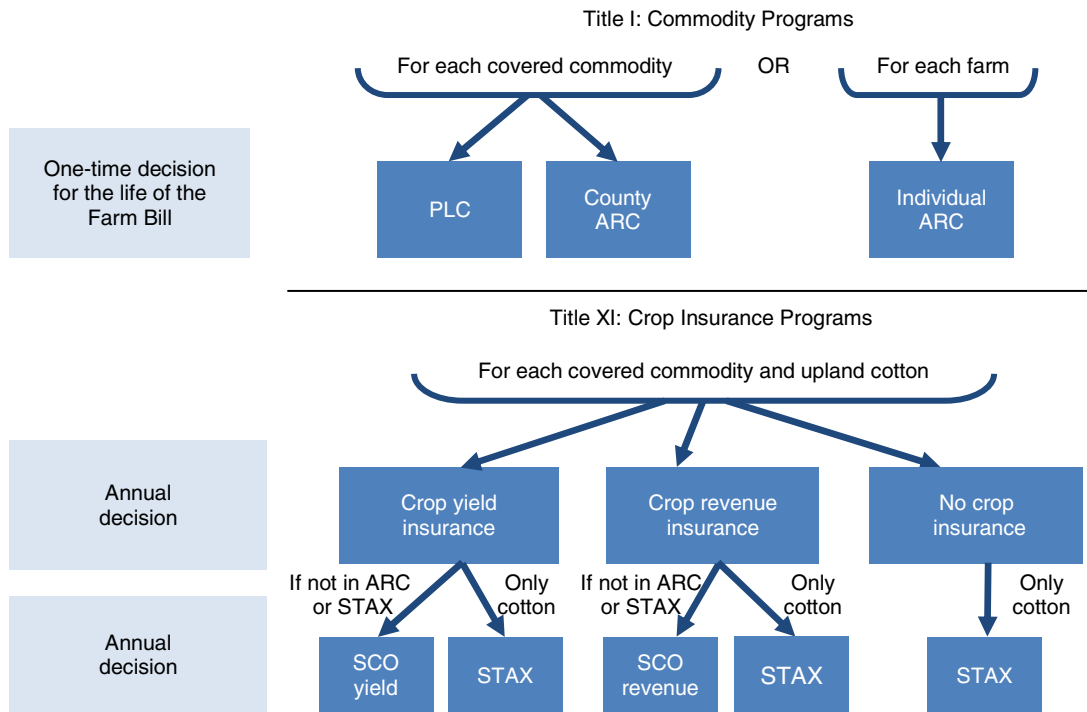 Title I: Commodity Programs
For each covered commodity
OR
For each farm
One-time decision
for the life of the
Farm Bill
PLC
County
ARC
Individual
ARC
Title XI: Crop Insurance Programs
For each covered commodity and upland cotton
Annual
decision
Crop yield
insurance
Crop revenue
insurance
No crop
insurance
If not in ARC
or STAX
Only
cotton
If not in ARC
or STAX
Only
cotton
Only
cotton
Annual
decision
SCO
yield
STAX
SCO
revenue
STAX
STAX